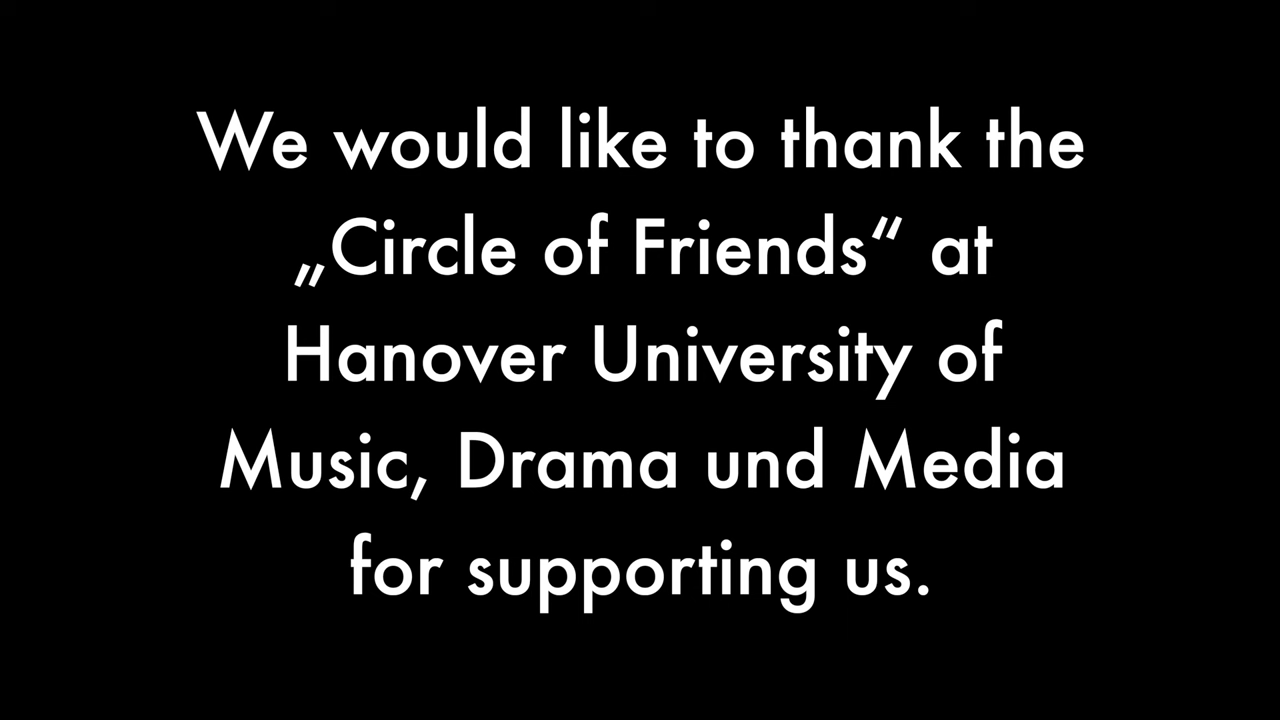 We would like to thank the
„Circle of Friends“ at
Hanover University of
Music, Drama und Media
for supporting us.